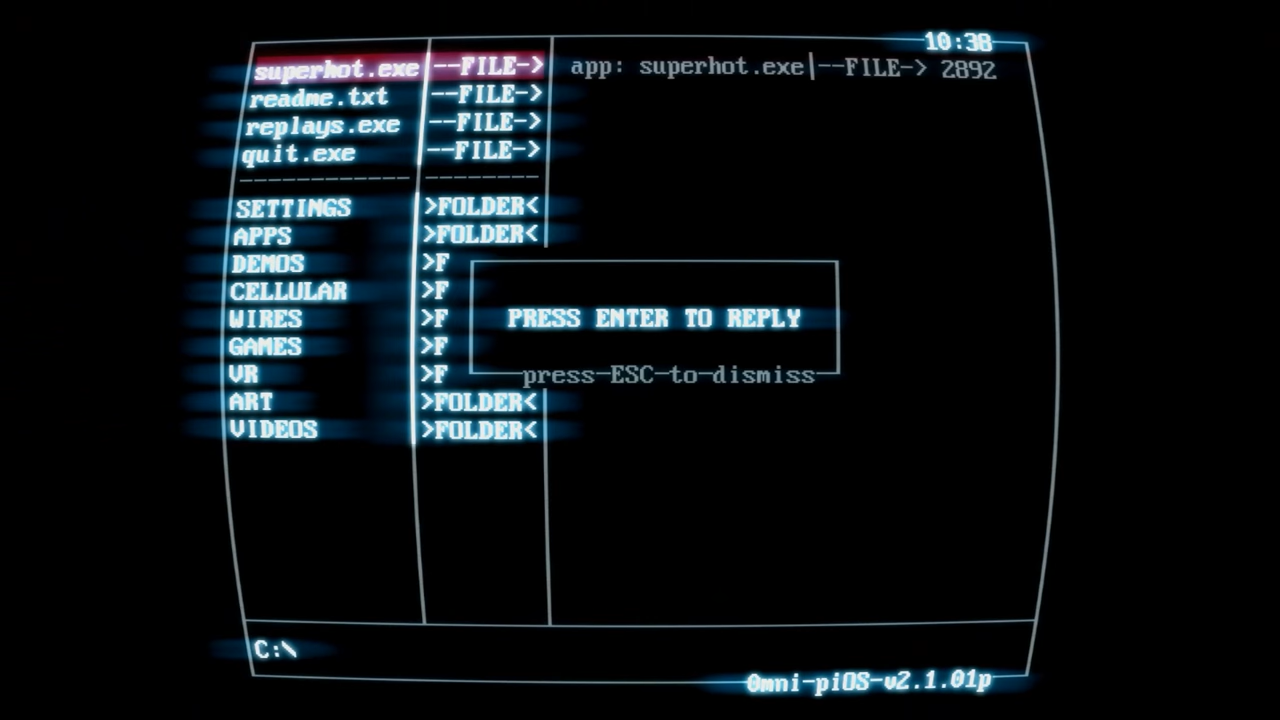 10:38
superhot.exe --FILE-> app: superhot.exe|--FILE-> 2892
readme.txt --FILE->
replays.exe --FILE->
quit.exe --FILE->
------------ --------
SETTINGS >FOLDER<
APPS >FOLDER<
DEMOS >F
CELLULAR >F
WIRES >F
GAMES >F
VR >F
ART >FOLDER<
VIDEOS >FOLDER<
PRESS ENTER TO REPLY
press-ESC-to-dismiss
C:\
0mni-piOS-v2.1.01p